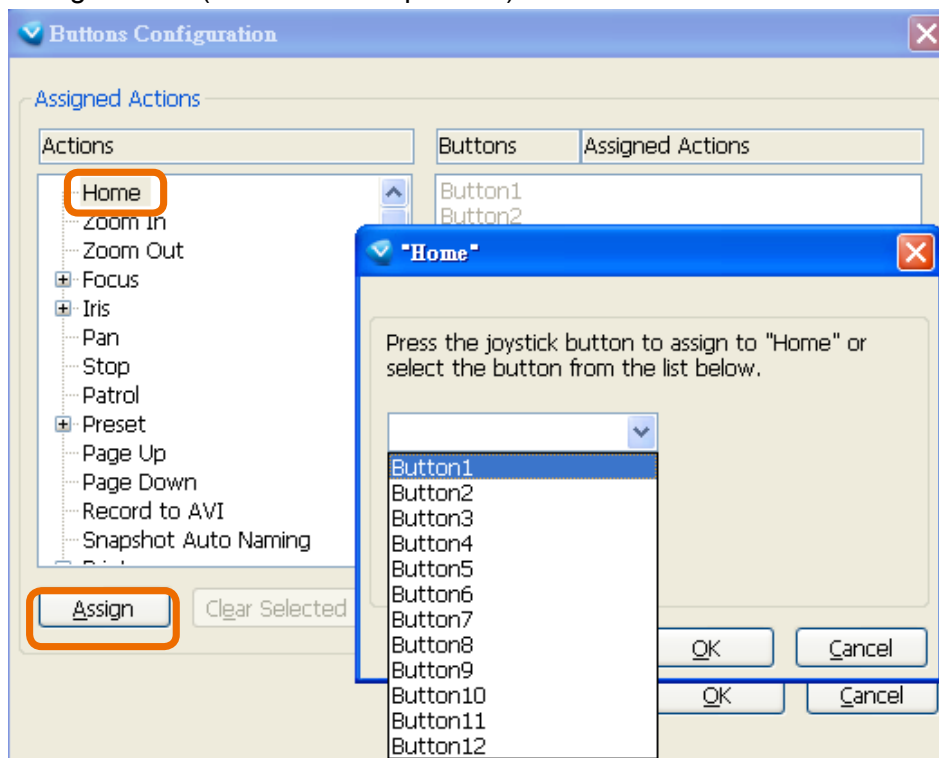 Buttons Configuration
Assigned Actions
Actions
Buttons
Assigned Actions
Home
Zoom In
Zoom Out
Focus
Iris
Pan
Stop
Patrol
Preset
Page Up
Page Down
Record to AVI
Snapshot Auto Naming
Button1
Button2
Assign
Clear Selected
"Home"
Press the joystick button to assign to "Home" or
select the button from the list below.
Button1
Button2
Button3
Button4
Button5
Button6
Button7
Button8
Button9
Button10
Button11
Button12
OK
Cancel
OK
Cancel